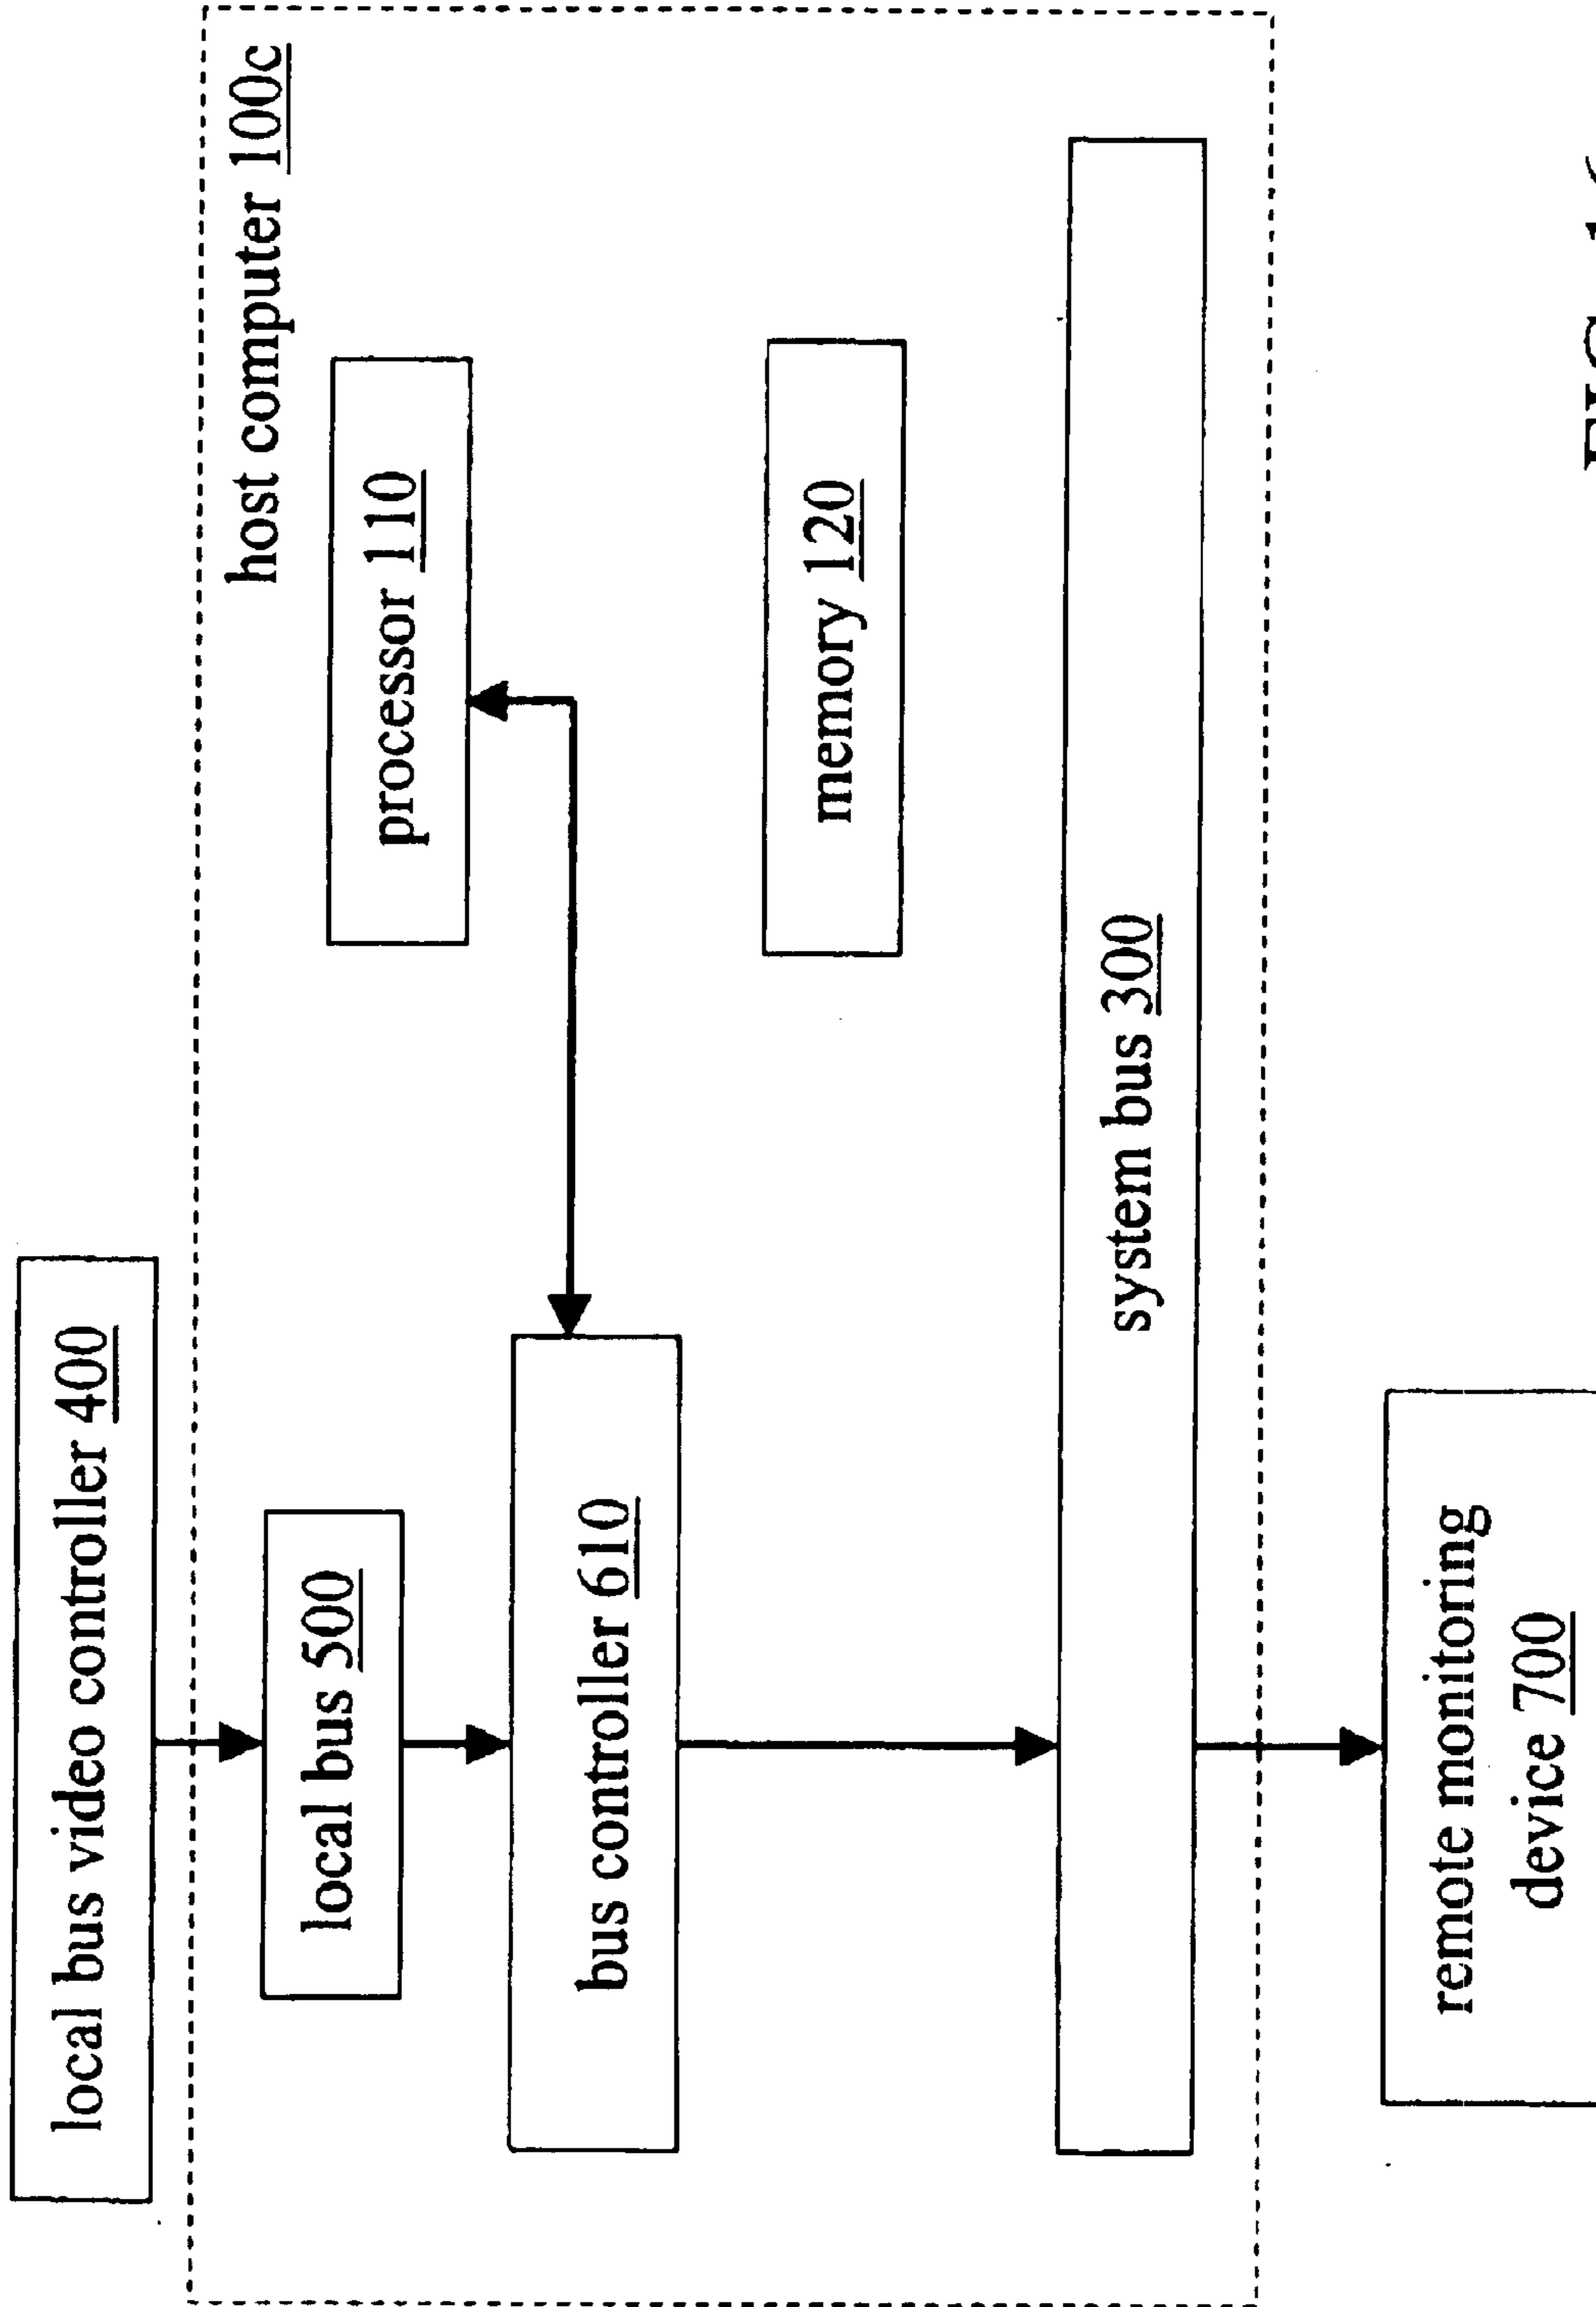 local bus video controller 400
host computer 100c
local bus 500
processor 110
bus controller 610
memory 120
system bus 300
remote monitoring
device 700